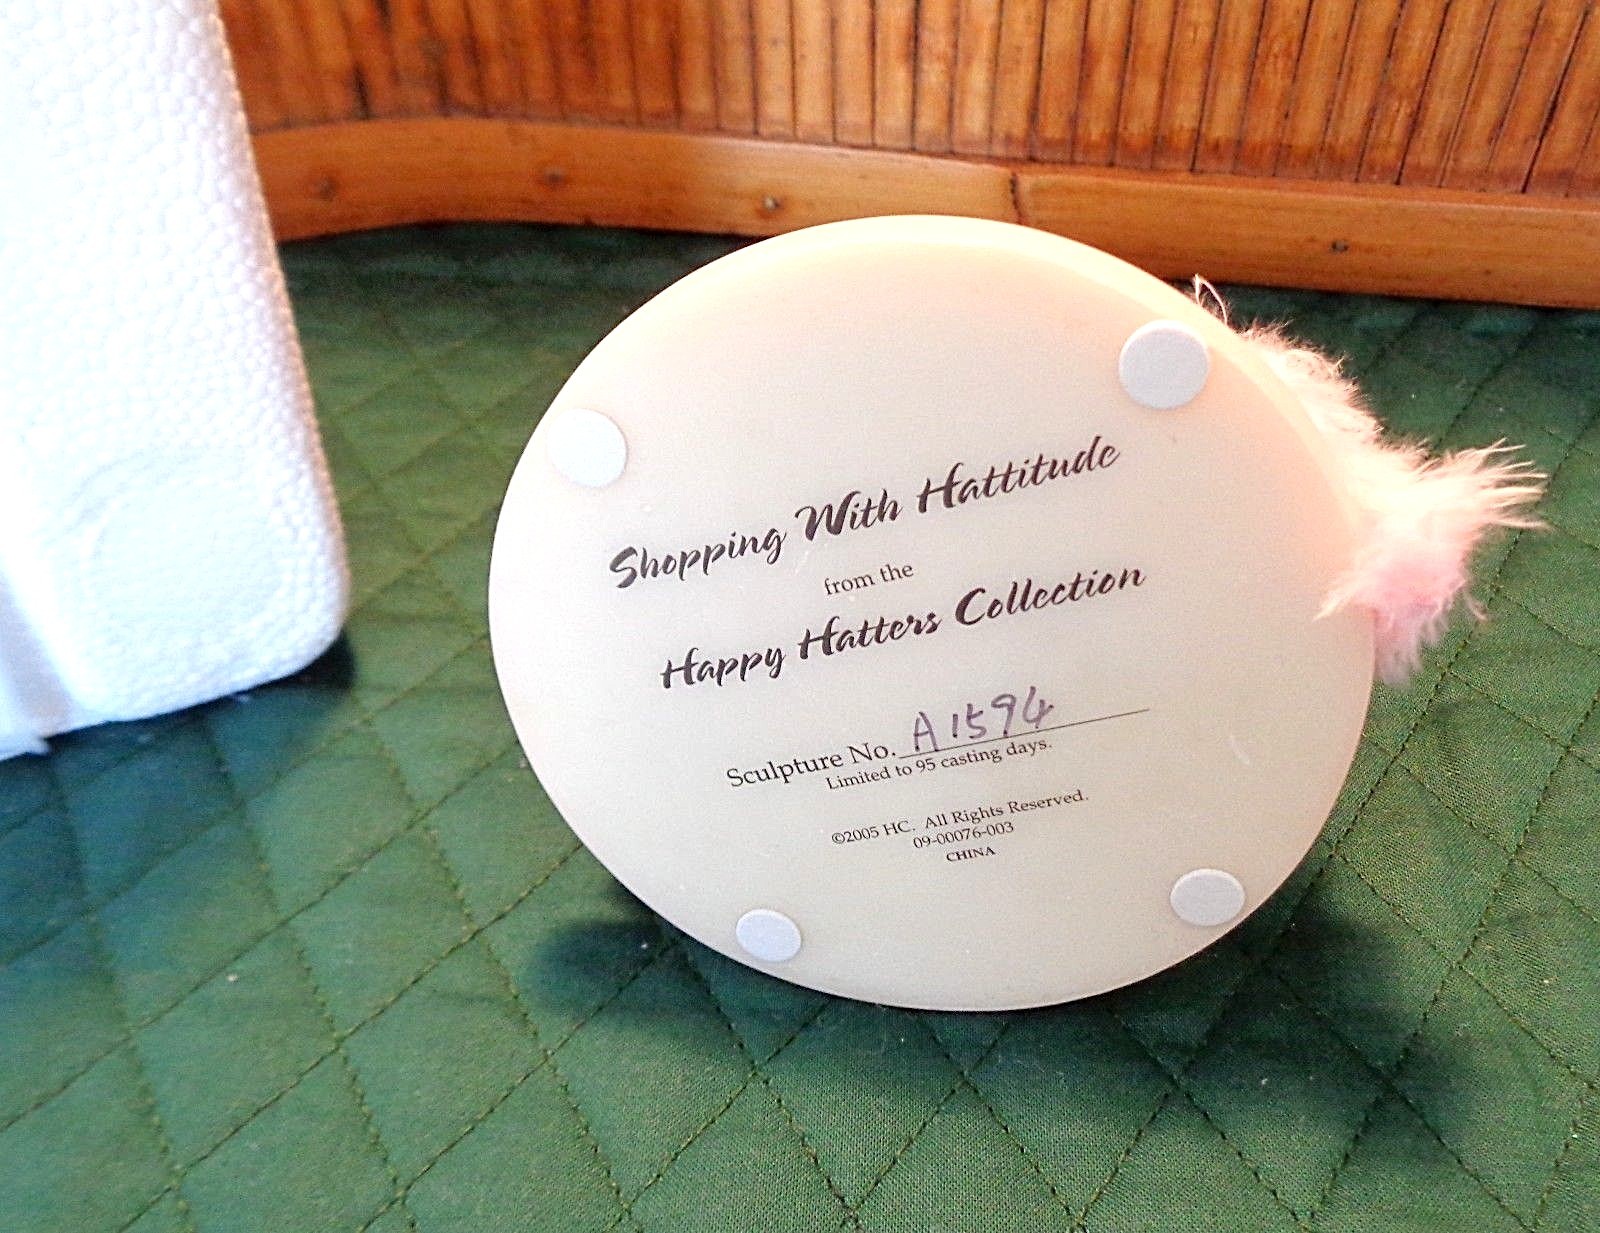 Shopping With Hattitude
from the
Happy Hatters Collection
Sculpture No. A1594
Limited to 95 casting days.
©2005 HC. All Rights Reserved.
09-00076-003
CHINA